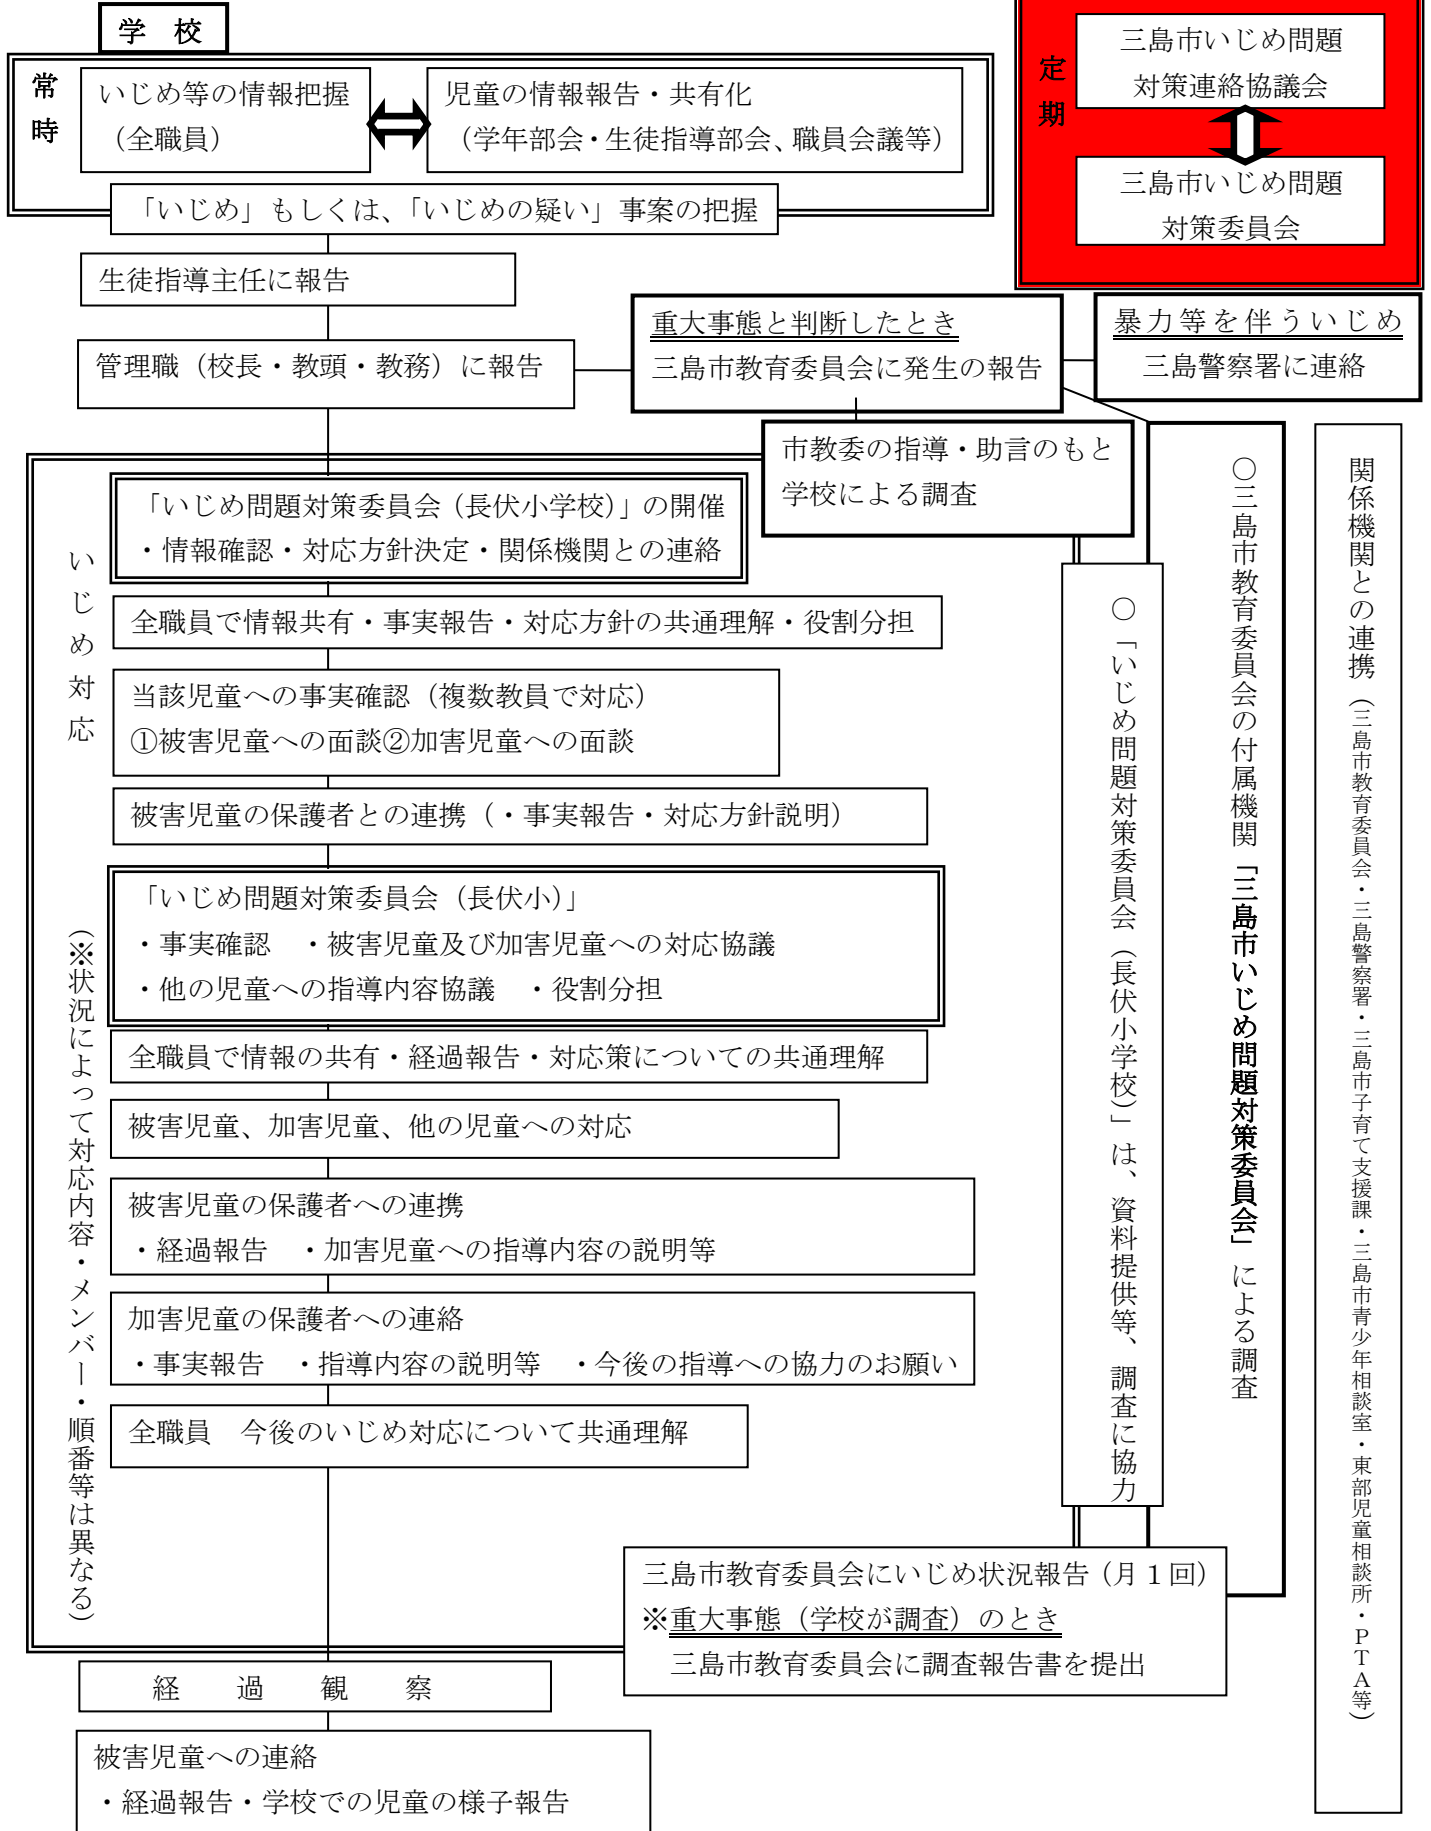 学 校
常時
いじめ等の情報把握
(全職員)
児童の情報報告・共有化
(学年部会・生徒指導部会、職員会議等)
「いじめ」もしくは、「いじめの疑い」事案の把握
定期
三島市いじめ問題
対策連絡協議会
三島市いじめ問題
対策委員会
生徒指導主任に報告
管理職(校長・教頭・教務)に報告
重大事態と判断したとき
三島市教育委員会に発生の報告
暴力等を伴ういじめ
三島警察署に連絡
市教委の指導・助言のもと
学校による調査
いじめ対応
(※状況によって対応内容・メンバー・順番等は異なる)
「いじめ問題対策委員会(長伏小学校)」の開催
・情報確認・対応方針決定・関係機関との連絡
全職員で情報共有・事実報告・対応方針の共通理解・役割分担
当該児童への事実確認(複数教員で対応)
①被害児童への面談②加害児童への面談
被害児童の保護者との連携(・事実報告・対応方針説明)
「いじめ問題対策委員会(長伏小)」
・事実確認 ・被害児童及び加害児童への対応協議
・他の児童への指導内容協議 ・役割分担
全職員で情報の共有・経過報告・対応策についての共通理解
被害児童、加害児童、他の児童への対応
被害児童の保護者への連携
・経過報告 ・加害児童への指導内容の説明等
加害児童の保護者への連絡
・事実報告 ・指導内容の説明等 ・今後の指導への協力のお願い
全職員 今後のいじめ対応について共通理解
○「いじめ問題対策委員会(長伏小学校)」は、資料提供等、調査に協力
○三島市教育委員会の付属機関「三島市いじめ問題対策委員会」による調査
関係機関との連携(三島市教育委員会・三島警察署・三島市子育て支援課・三島市青少年相談室・東部児童相談所・PTA等)
三島市教育委員会にいじめ状況報告(月1回)
※重大事態(学校が調査)のとき
三島市教育委員会に調査報告書を提出
経 過 観 察
被害児童への連絡
・経過報告・学校での児童の様子報告